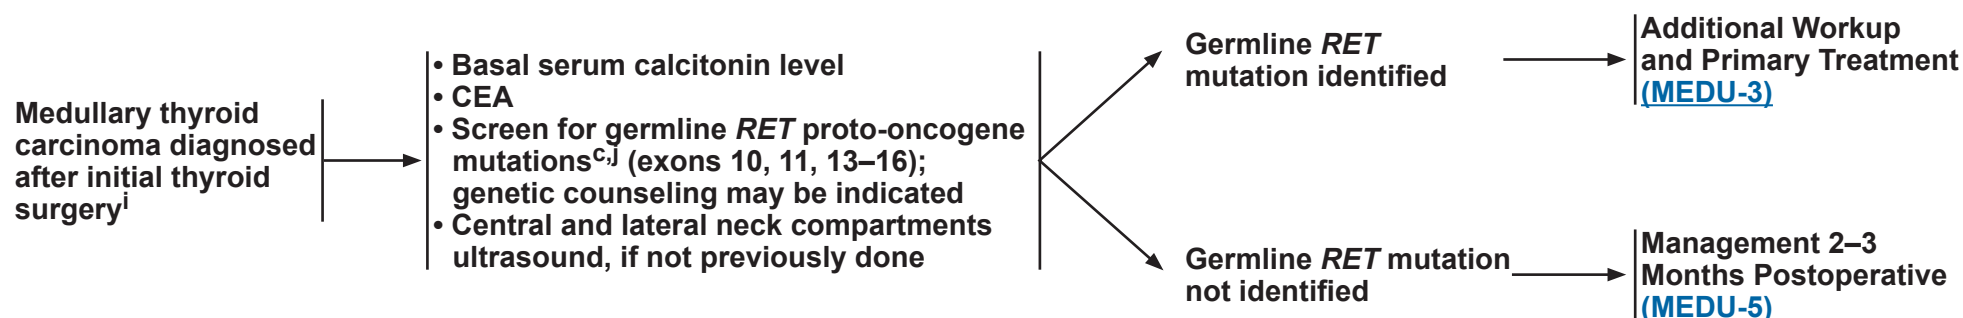 Medullary thyroid
carcinoma diagnosed
after initial thyroid
surgeryi
• Basal serum calcitonin level
• CEA
• Screen for germline RET proto-oncogene
mutationsc,j (exons 10, 11, 13–16);
genetic counseling may be indicated
• Central and lateral neck compartments
ultrasound, if not previously done
Germline RET
mutation identified
Additional Workup
and Primary Treatment
(MEDU-3)
Germline RET mutation
not identified
Management 2–3
Months Postoperative
(MEDU-5)